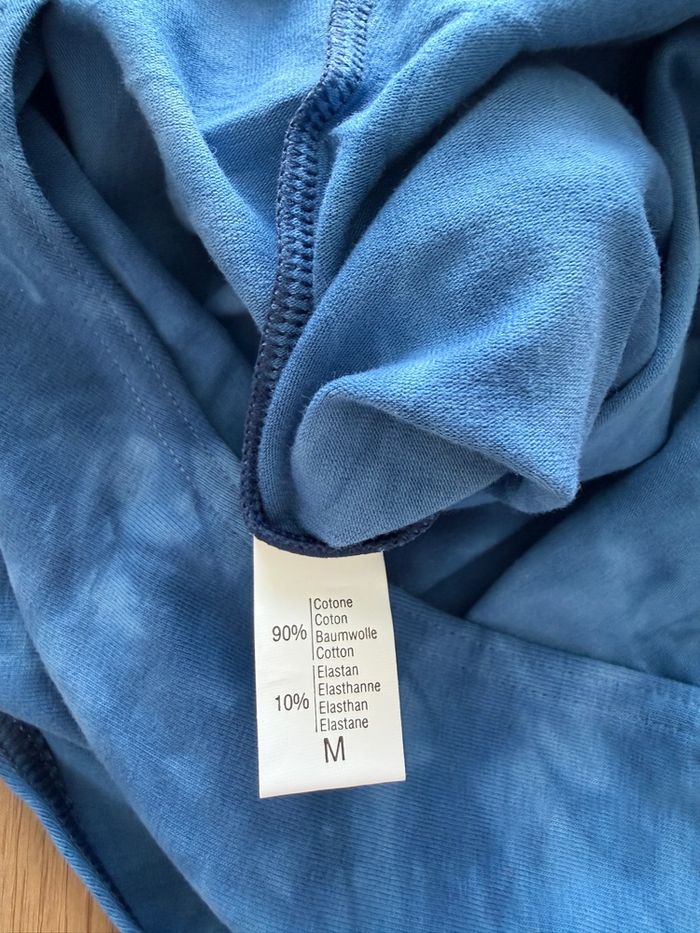 90%
Cotone
Coton
Baumwolle
Cotton
10%
Elastan
Elasthanne
Elasthan
Elastane
M